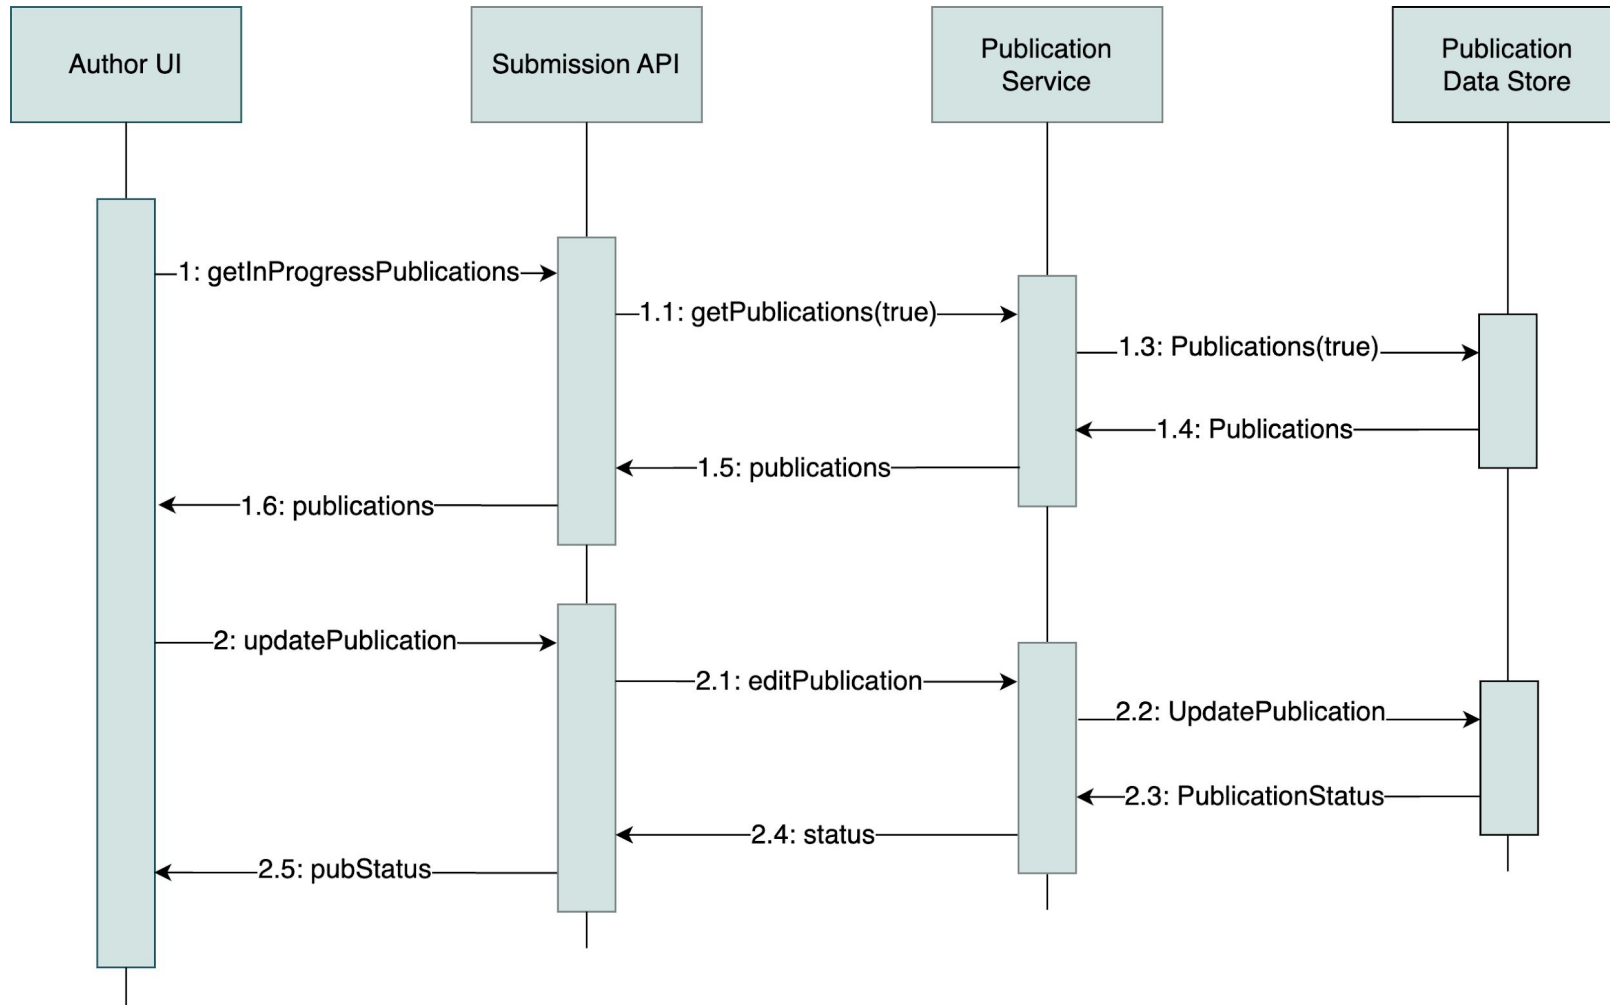 Author UI
Submission API
Publication
Service
Publication
Data Store
1: getInProgressPublications
1.1: getPublications(true)
1.3: Publications(true)
1.4: Publications
1.5: publications
1.6: publications
2: updatePublication
2.1: editPublication
2.2: UpdatePublication
2.3: PublicationStatus
2.4: status
2.5: pubStatus